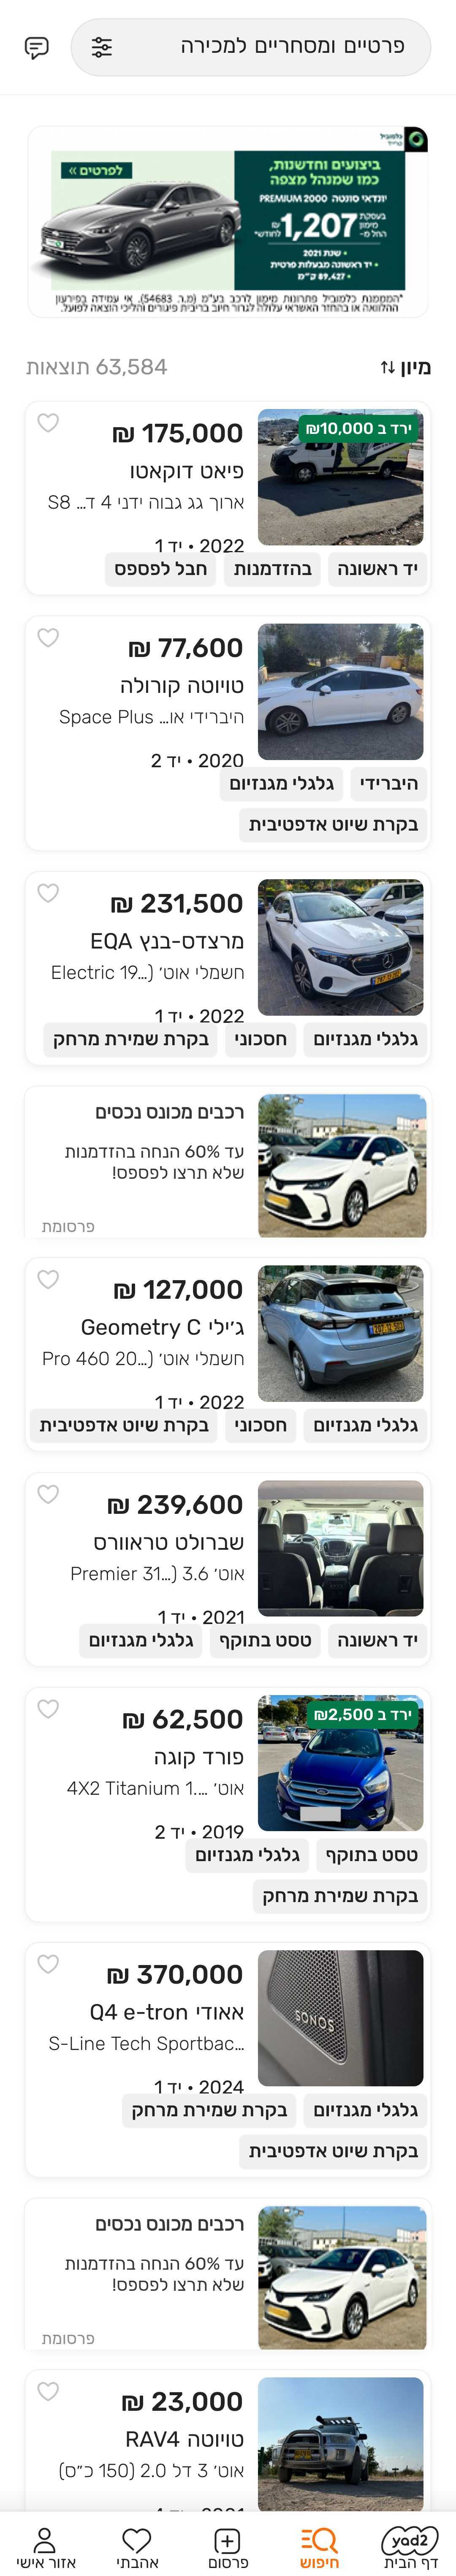 פרטיים ומסחריים למכירה
כלמוביל
טרייד
ביצועים וחדשנות,
כמו שמנהל מצפה
יונדאי סונטה PREMIUM 2000
בעסקת מימון החל מ- 1,207 ₪ לחודש*
• שנת 2021
• יד ראשונה מבעלות פרטית
• 89,427 ק״מ
לפרטים »
*המממנת כלמוביל פתרונות מימון לרכב בע״מ (מ.ר. 54683). אי עמידה בפירעון
ההלוואה או בהחזר האשראי עלולה לגרור חיוב בריבית פיגורים והליכי הוצאה לפועל.
מיון
63,584 תוצאות
ירד ב ₪10,000
175,000 ₪
פיאט דוקאטו
ארוך גג גבוה ידני 4 ד... S8
2022 • יד 1
יד ראשונה
בהזדמנות
חבל לפספס
77,600 ₪
טויוטה קורולה
היברידי או... Space Plus
2020 • יד 2
היברידי
גלגלי מגנזיום
בקרת שיוט אדפטיבית
231,500 ₪
מרצדס-בנץ EQA
חשמלי אוט׳ (...Electric 19
2022 • יד 1
גלגלי מגנזיום
חסכוני
בקרת שמירת מרחק
רכבים מכונס נכסים
עד 60% הנחה בהזדמנות
שלא תרצו לפספס!
פרסומת
127,000 ₪
ג׳ילי Geometry C
חשמלי אוט׳ (...Pro 460 20
2022 • יד 1
גלגלי מגנזיום
חסכוני
בקרת שיוט אדפטיבית
239,600 ₪
שברולט טראוורס
אוט׳ 3.6 (...Premier 31
2021 • יד 1
יד ראשונה
טסט בתוקף
גלגלי מגנזיום
ירד ב ₪2,500
62,500 ₪
פורד קוגה
אוט׳ ....4X2 Titanium 1
2019 • יד 2
טסט בתוקף
גלגלי מגנזיום
בקרת שמירת מרחק
SONOS
370,000 ₪
אאודי Q4 e-tron
S-Line Tech Sportbac...
2024 • יד 1
גלגלי מגנזיום
בקרת שמירת מרחק
בקרת שיוט אדפטיבית
רכבים מכונס נכסים
עד 60% הנחה בהזדמנות
שלא תרצו לפספס!
פרסומת
23,000 ₪
טויוטה RAV4
אוט׳ 3 דל 2.0 (150 כ״ס)
yad2
דף הבית
חיפוש
פרסום
אהבתי
אזור אישי